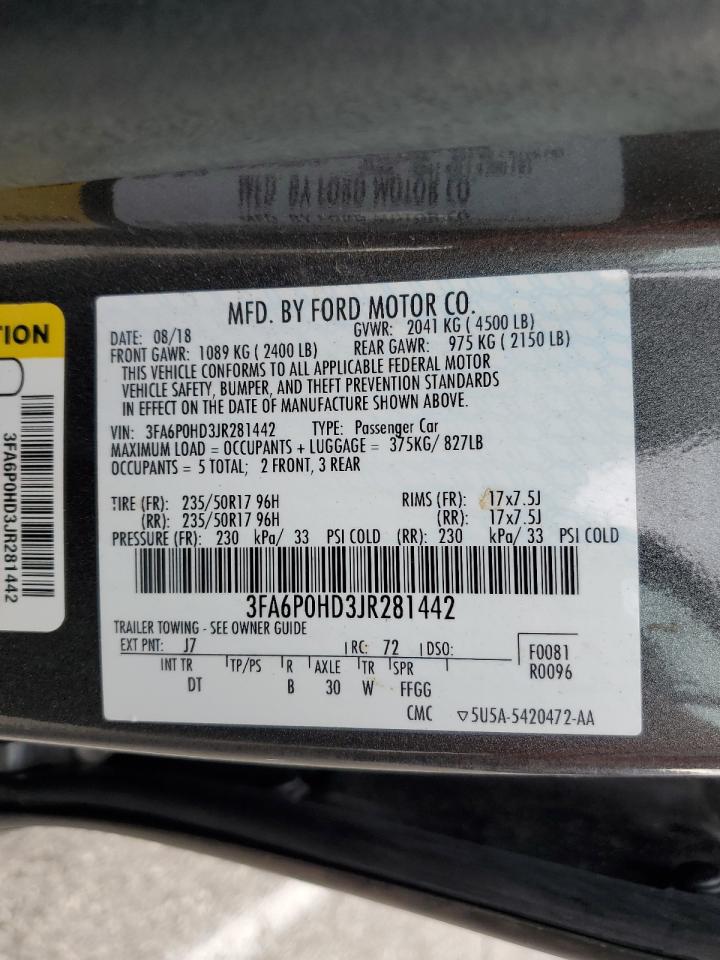 MFD. BY FORD MOTOR CO.
DATE: 08/18 GVWR: 2041 KG ( 4500 LB)
FRONT GAWR: 1089 KG ( 2400 LB) REAR GAWR: 975 KG ( 2150 LB)
THIS VEHICLE CONFORMS TO ALL APPLICABLE FEDERAL MOTOR
VEHICLE SAFETY, BUMPER, AND THEFT PREVENTION STANDARDS
IN EFFECT ON THE DATE OF MANUFACTURE SHOWN ABOVE.
VIN: 3FA6P0HD3JR281442 TYPE: Passenger Car
MAXIMUM LOAD = OCCUPANTS + LUGGAGE = 375KG/ 827LB
OCCUPANTS = 5 TOTAL; 2 FRONT, 3 REAR
TIRE (FR): 235/50R17 96H RIMS (FR): 17x7.5J
(RR): 235/50R17 96H (RR): 17x7.5J
PRESSURE (FR): 230 kPa/ 33 PSI COLD (RR): 230 kPa/ 33 PSI COLD
3FA6P0HD3JR281442
TRAILER TOWING - SEE OWNER GUIDE
EXT PNT: J7 RC: 72 DSO: F0081
INT TR TP/PS R AXLE TR SPR R0096
DT B 30 W FFGG
CMC ▽5U5A-5420472-AA
TION
3FA6P0HD3JR281442